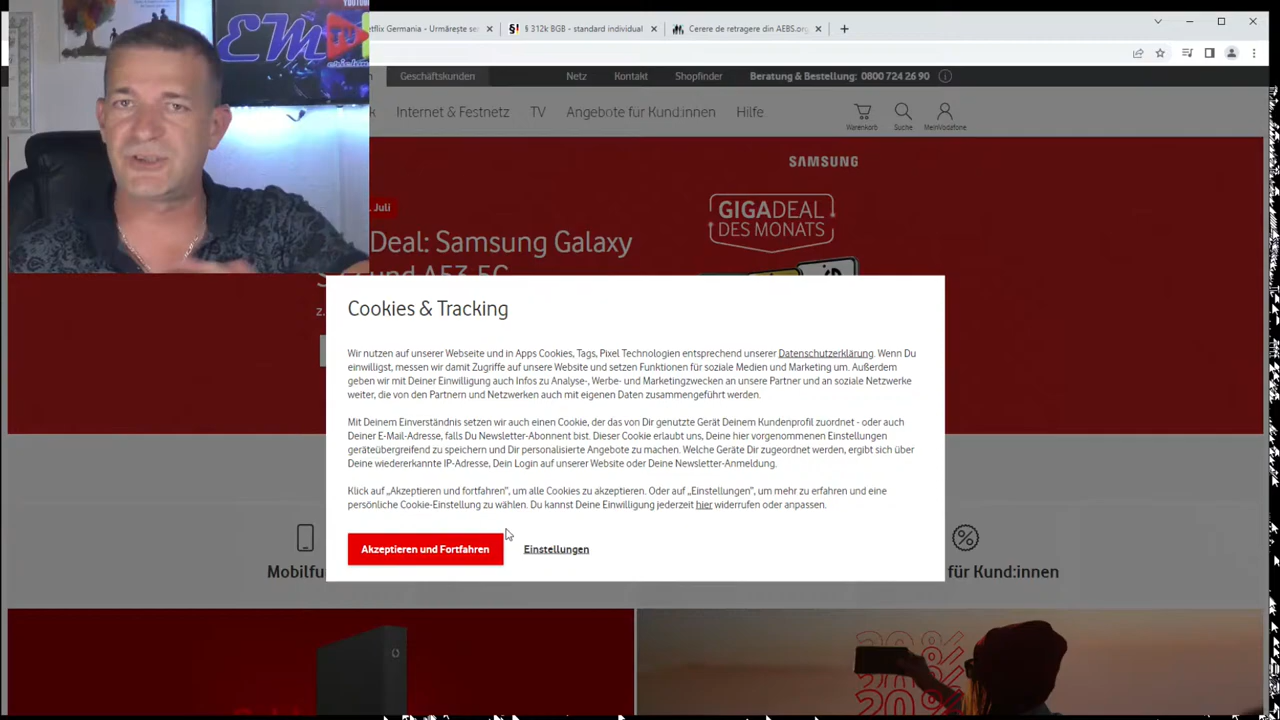 YOUTUBE
EM
TV
etflix Germania - Urmărește se
§ 312k BGB - standard individual
Cerere de retragere din AEBS.org
Geschäftskunden
Netz
Kontakt
Shopfinder
Beratung & Bestellung: 0800 724 26 90
Internet & Festnetz
TV
Angebote für Kund:innen
Hilfe
Warenkorb
Suche
MeinVodafone
SAMSUNG
Juli
GIGADEAL
DES MONATS
Deal: Samsung Galaxy
und A53 5G
z.
Cookies & Tracking
Wir nutzen auf unserer Webseite und in Apps Cookies, Tags, Pixel Technologien entsprechend unserer Datenschutzerklärung. Wenn Du
einwilligst, messen wir damit Zugriffe auf unsere Website und setzen Funktionen für soziale Medien und Marketing um. Außerdem
geben wir mit Deiner Einwilligung auch Infos zu Analyse-, Werbe- und Marketingzwecken an unsere Partner und an soziale Netzwerke
weiter, die von den Partnern und Netzwerken auch mit eigenen Daten zusammengeführt werden.
Mit Deinem Einverständnis setzen wir auch einen Cookie, der das von Dir genutzte Gerät Deinem Kundenprofil zuordnet - oder auch
Deiner E-Mail-Adresse, falls Du Newsletter-Abonnent bist. Dieser Cookie erlaubt uns, Deine hier vorgenommenen Einstellungen
geräteübergreifend zu speichern und Dir personalisierte Angebote zu machen. Welche Geräte Dir zugeordnet werden, ergibt sich über
Deine wiedererkannte IP-Adresse, Dein Login auf unserer Website oder Deine Newsletter-Anmeldung.
Klick auf „Akzeptieren und fortfahren", um alle Cookies zu akzeptieren. Oder auf „Einstellungen", um mehr zu erfahren und eine
persönliche Cookie-Einstellung zu wählen. Du kannst Deine Einwilligung jederzeit hier widerrufen oder anpassen.
Akzeptieren und Fortfahren
Einstellungen
Mobilfu
für Kund:innen
20%
20%
20%